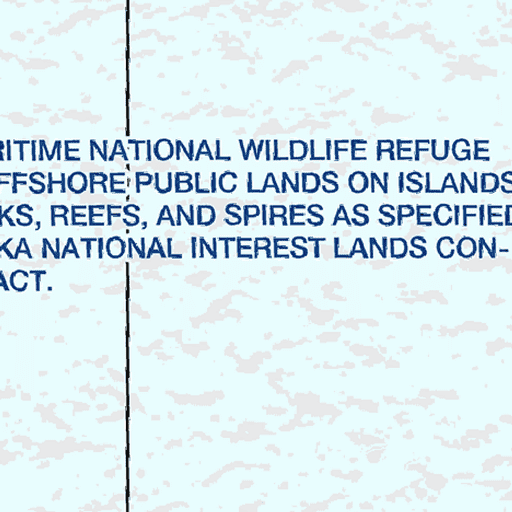 RITIME NATIONAL WILDLIFE REFUGE
FFSHORE PUBLIC LANDS ON ISLANDS
KS, REEFS, AND SPIRES AS SPECIFIED
KA NATIONAL INTEREST LANDS CON-
ACT.